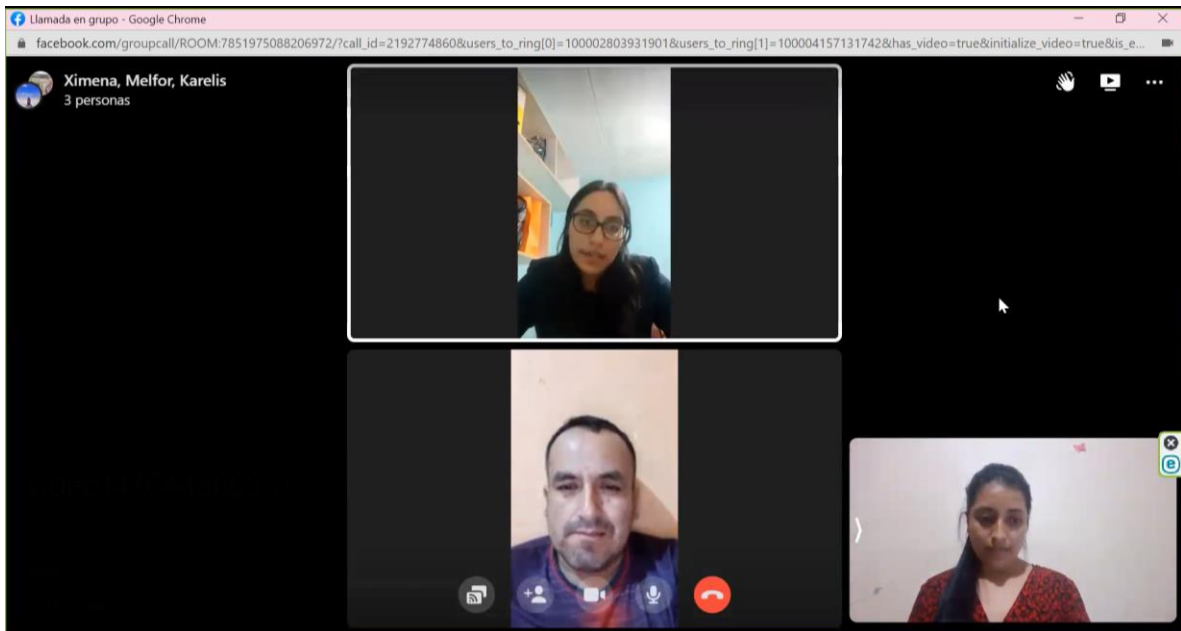 Llamada en grupo - Google Chrome
facebook.com/groupcall/ROOM:7851975088206972/?call_id=2192774860&users_to_ring[0]=100002803931901&users_to_ring[1]=100004157131742&has_video=true&initialize_video=true&is_e...
Ximena, Melfor, Karelis
3 personas